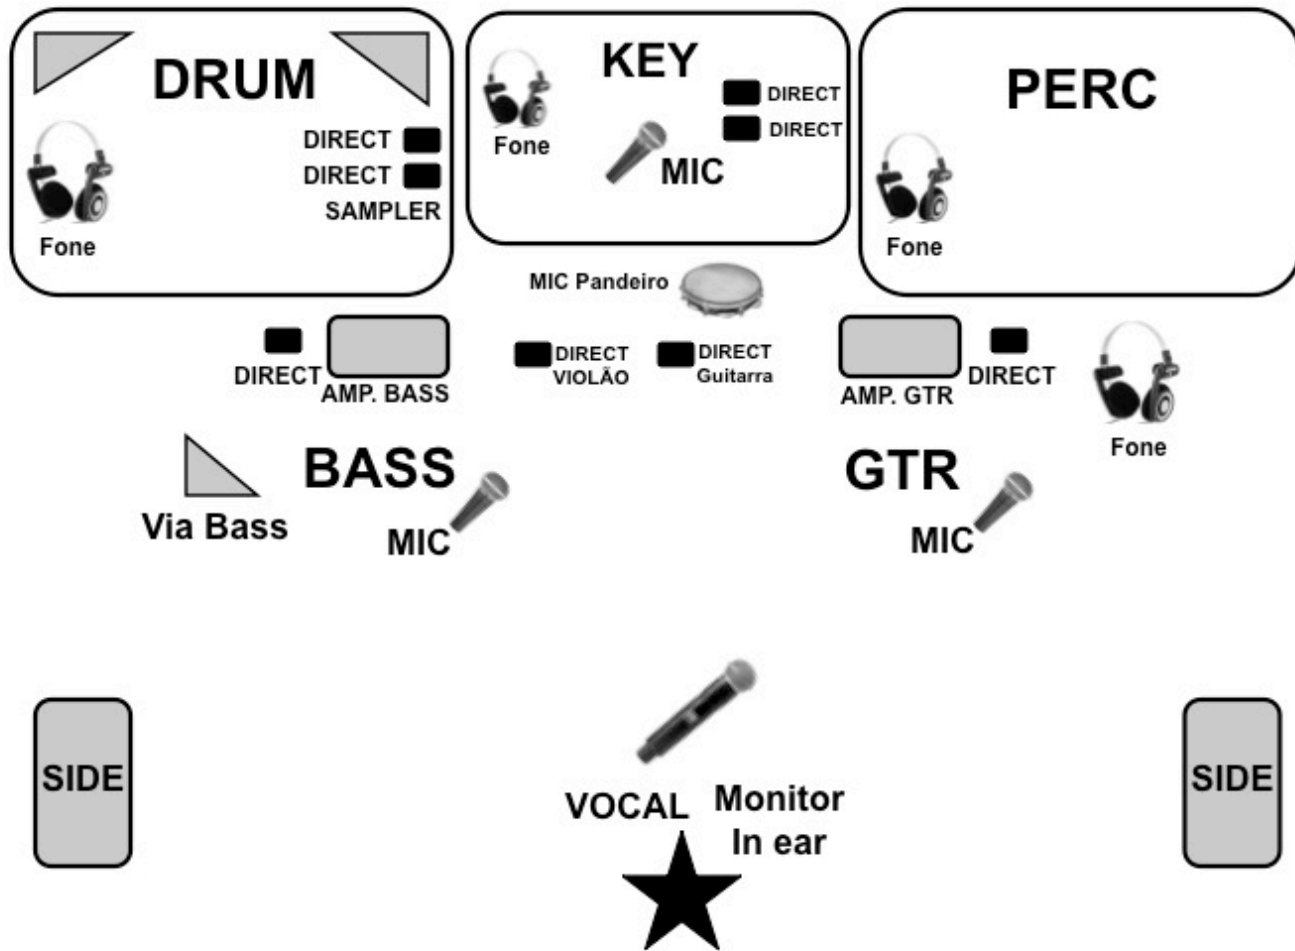 DRUM
DIRECT
DIRECT
SAMPLER
Fone
KEY
DIRECT
DIRECT
Fone
MIC
PERC
Fone
MIC Pandeiro
DIRECT
AMP. BASS
DIRECT
VIOLÃO
DIRECT
Guitarra
AMP. GTR
DIRECT
Fone
BASS
Via Bass
MIC
GTR
MIC
SIDE
VOCAL
Monitor
In ear
SIDE